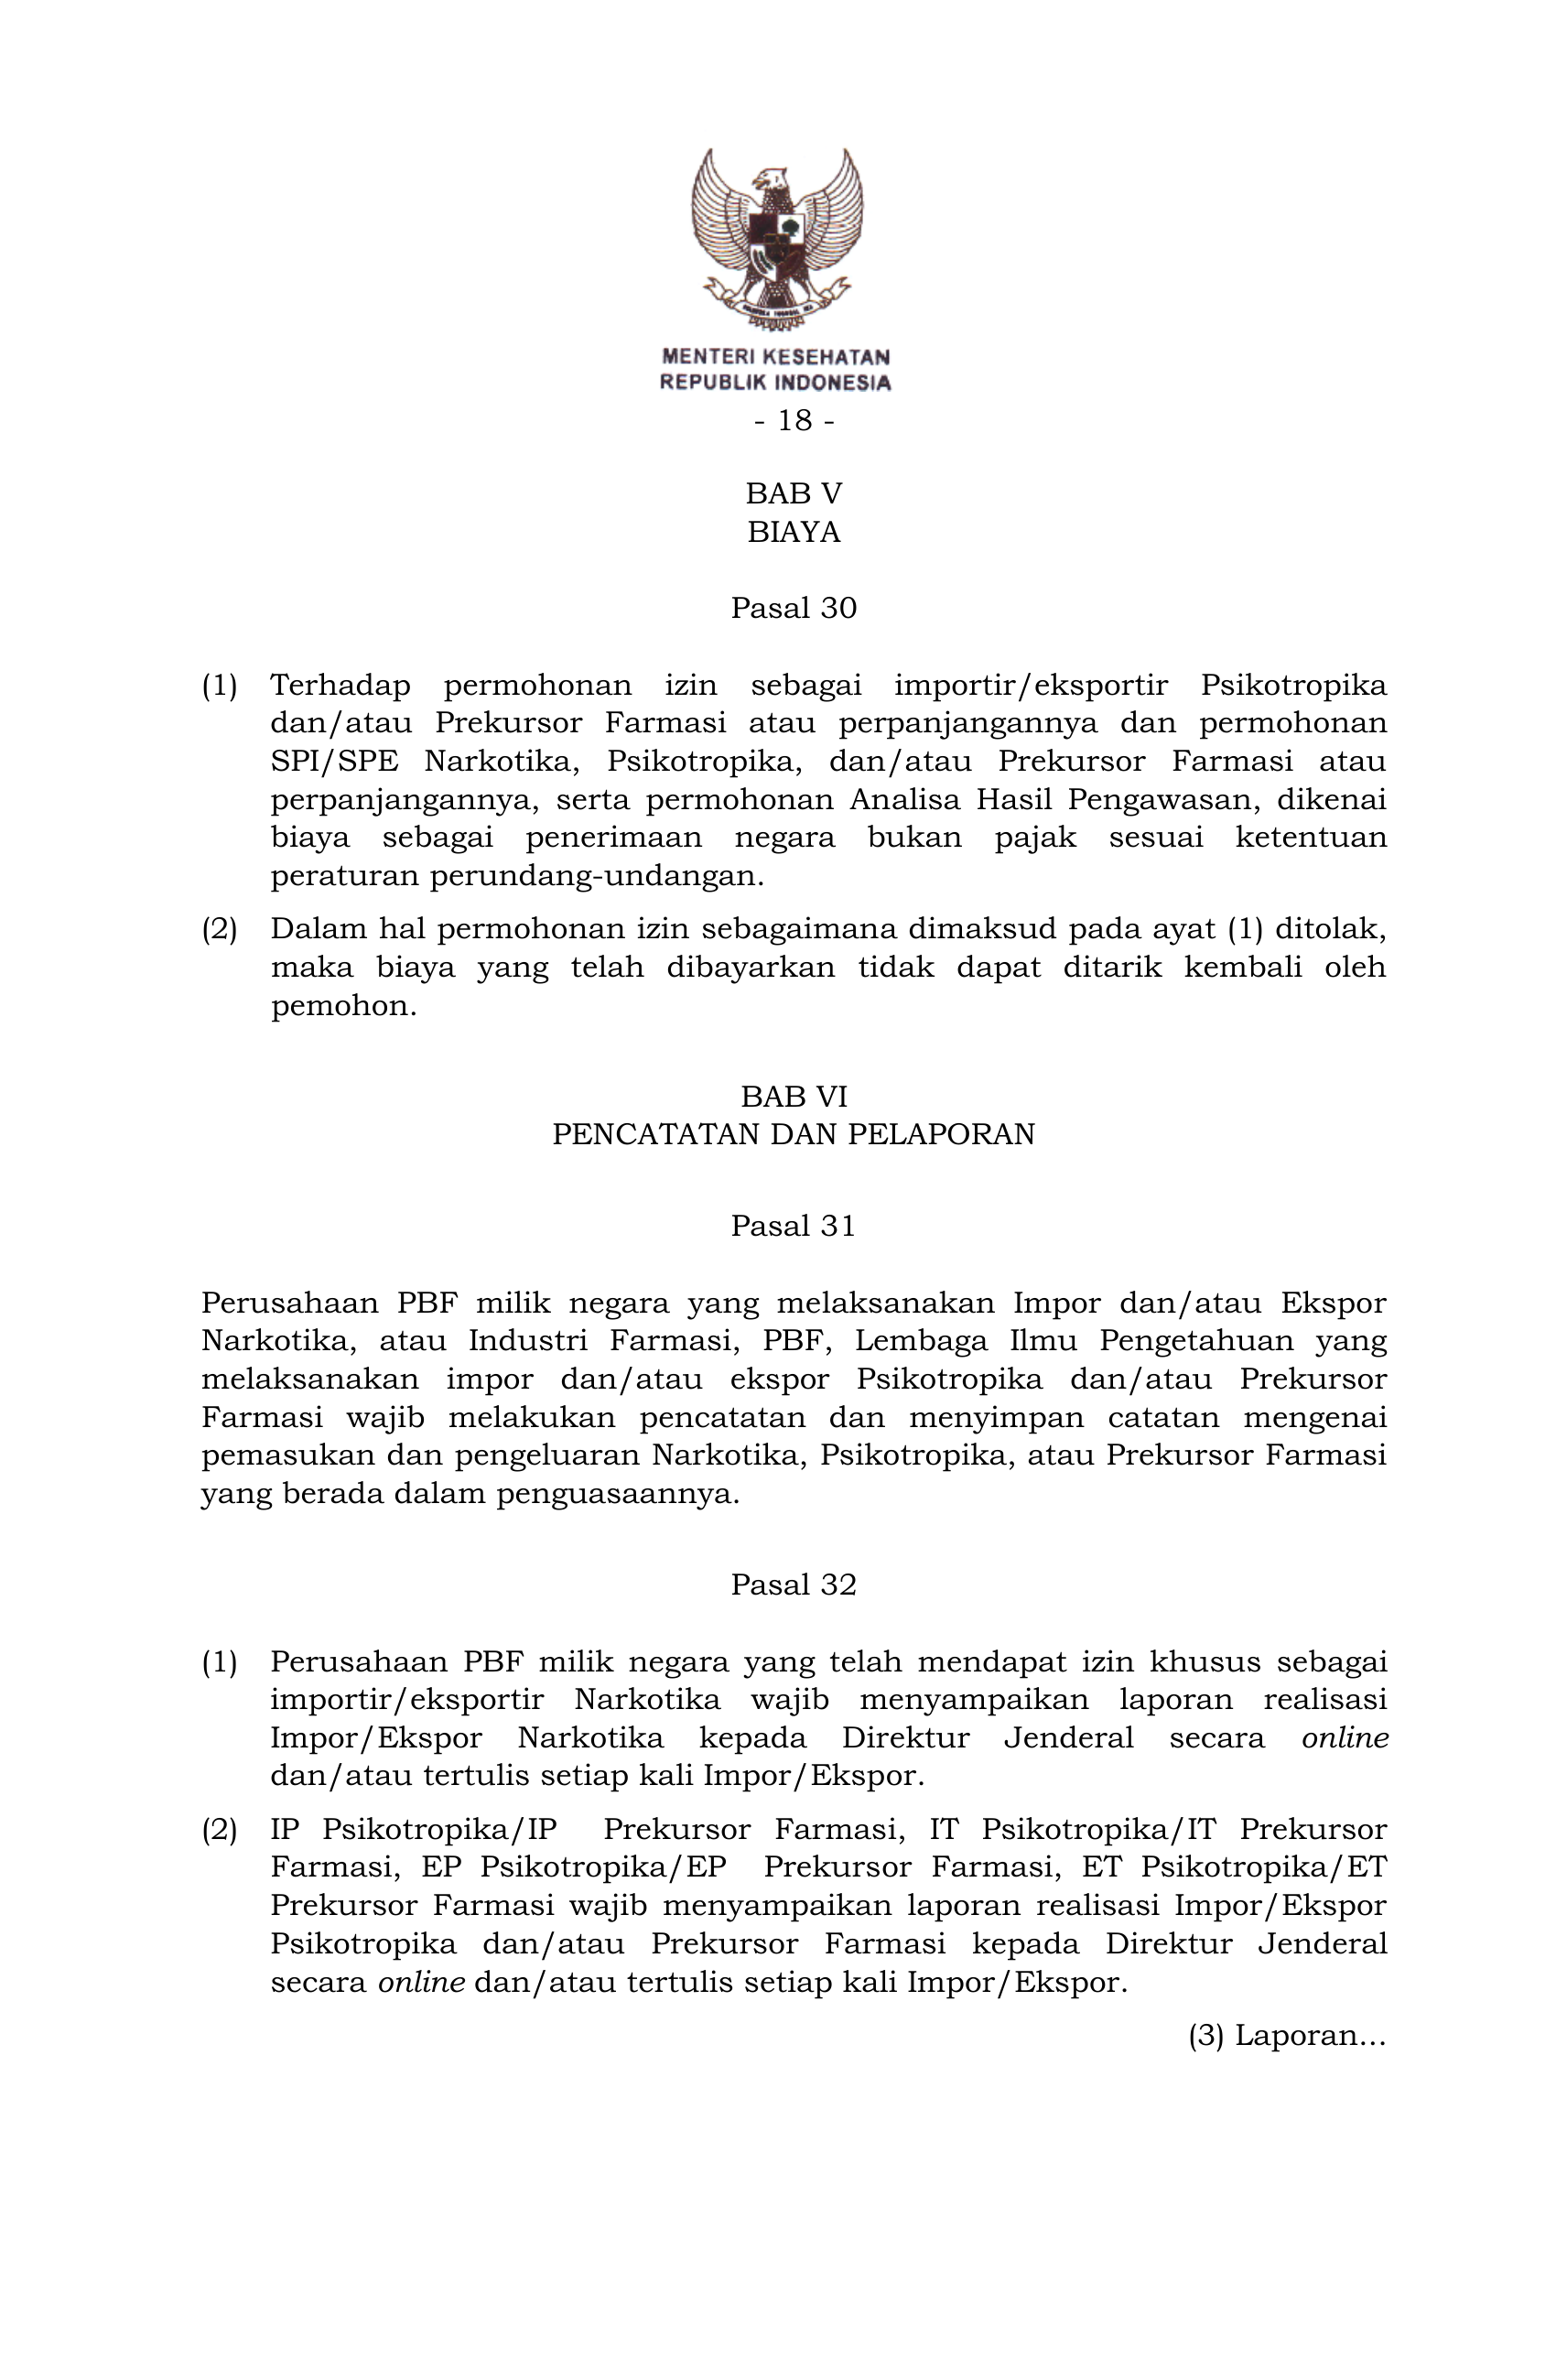 MENTERI KESEHATAN
REPUBLIK INDONESIA
- 18 -
BAB V
BIAYA
Pasal 30
(1) Terhadap permohonan izin sebagai importir/eksportir Psikotropika
dan/atau Prekursor Farmasi atau perpanjangannya dan permohonan
SPI/SPE Narkotika, Psikotropika, dan/atau Prekursor Farmasi atau
perpanjangannya, serta permohonan Analisa Hasil Pengawasan, dikenai
biaya sebagai penerimaan negara bukan pajak sesuai ketentuan
peraturan perundang-undangan.
(2) Dalam hal permohonan izin sebagaimana dimaksud pada ayat (1) ditolak,
maka biaya yang telah dibayarkan tidak dapat ditarik kembali oleh
pemohon.
BAB VI
PENCATATAN DAN PELAPORAN
Pasal 31
Perusahaan PBF milik negara yang melaksanakan Impor dan/atau Ekspor
Narkotika, atau Industri Farmasi, PBF, Lembaga Ilmu Pengetahuan yang
melaksanakan impor dan/atau ekspor Psikotropika dan/atau Prekursor
Farmasi wajib melakukan pencatatan dan menyimpan catatan mengenai
pemasukan dan pengeluaran Narkotika, Psikotropika, atau Prekursor Farmasi
yang berada dalam penguasaannya.
Pasal 32
(1) Perusahaan PBF milik negara yang telah mendapat izin khusus sebagai
importir/eksportir Narkotika wajib menyampaikan laporan realisasi
Impor/Ekspor Narkotika kepada Direktur Jenderal secara online
dan/atau tertulis setiap kali Impor/Ekspor.
(2) IP Psikotropika/IP Prekursor Farmasi, IT Psikotropika/IT Prekursor
Farmasi, EP Psikotropika/EP Prekursor Farmasi, ET Psikotropika/ET
Prekursor Farmasi wajib menyampaikan laporan realisasi Impor/Ekspor
Psikotropika dan/atau Prekursor Farmasi kepada Direktur Jenderal
secara online dan/atau tertulis setiap kali Impor/Ekspor.
(3) Laporan...